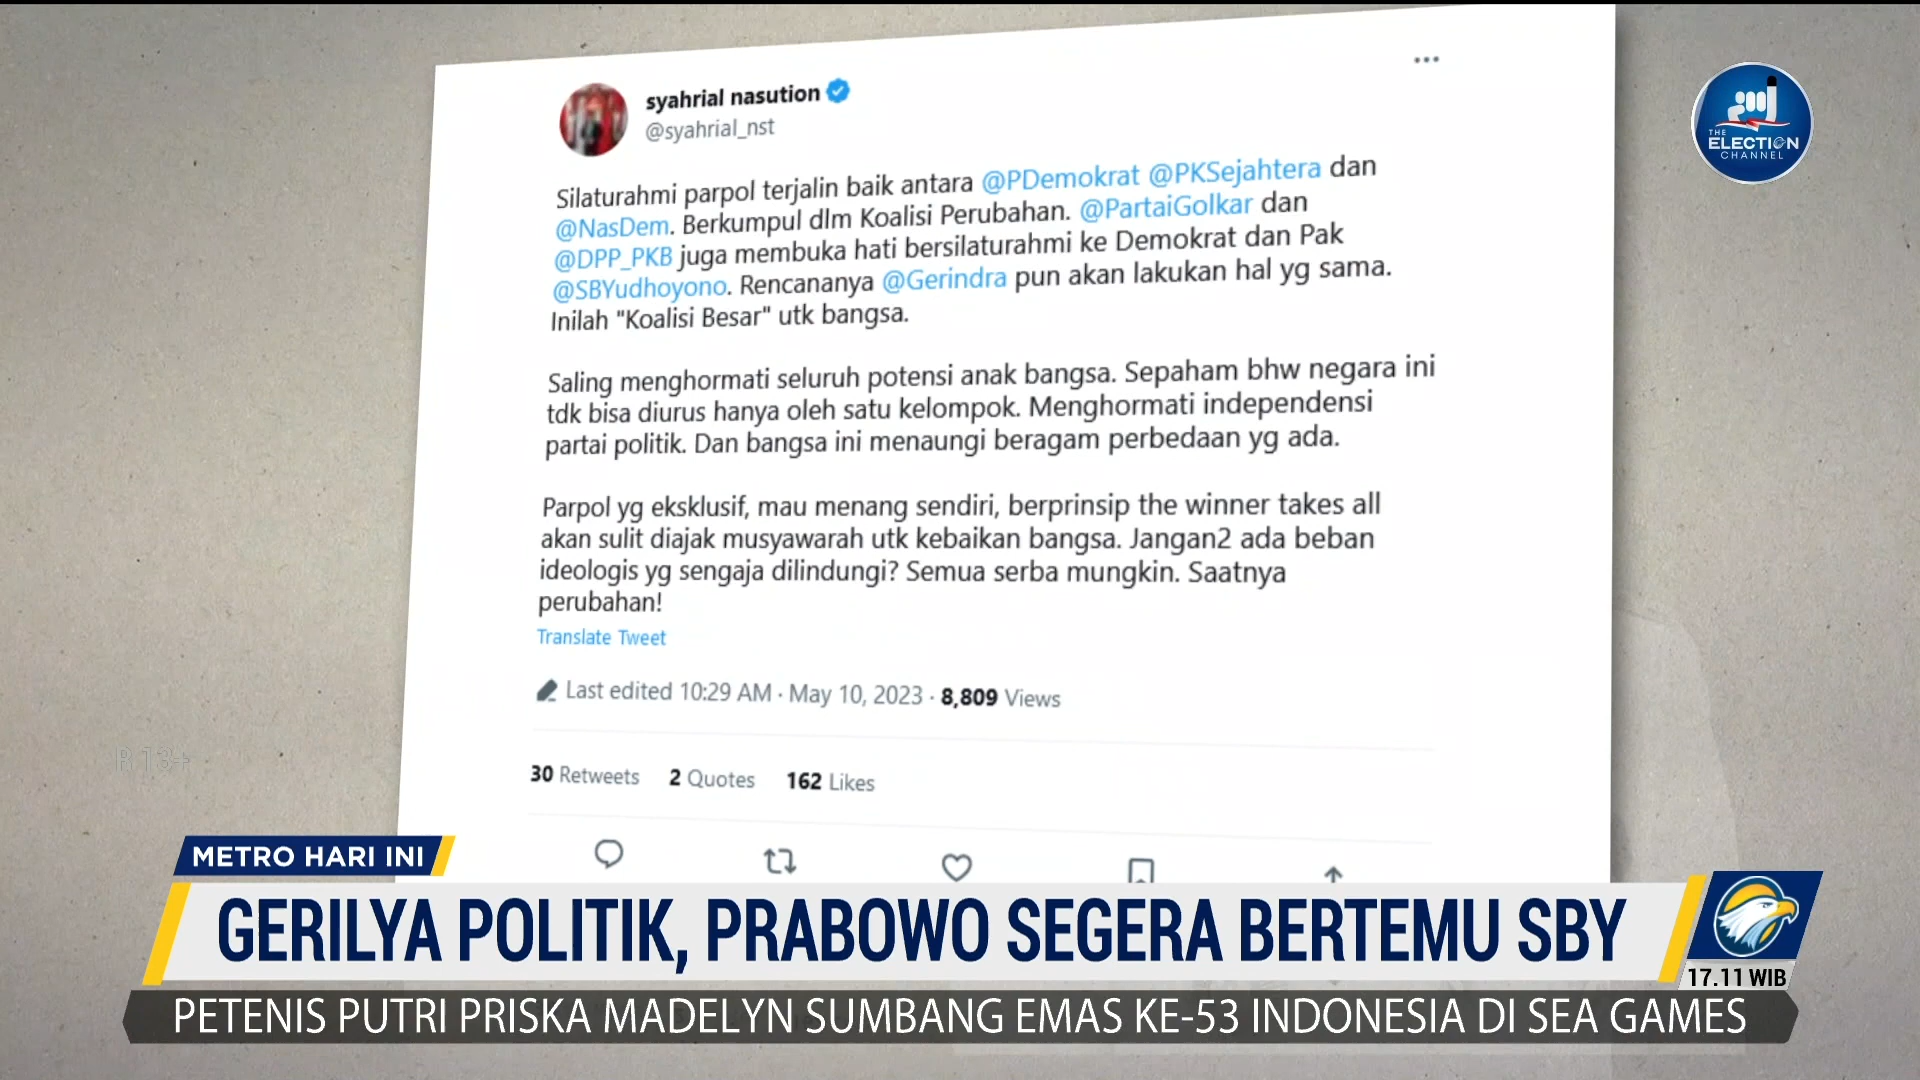 syahrial nasution
@syahrial_nst
THE
ELECTION
CHANNEL
Silaturahmi parpol terjalin baik antara @PDemokrat @PKSejahtera dan
@NasDem. Berkumpul dlm Koalisi Perubahan. @PartaiGolkar dan
@DPP_PKB juga membuka hati bersilaturahmi ke Demokrat dan Pak
@SBYudhoyono. Rencananya @Gerindra pun akan lakukan hal yg sama.
Inilah "Koalisi Besar" utk bangsa.
Saling menghormati seluruh potensi anak bangsa. Sepaham bhw negara ini
tdk bisa diurus hanya oleh satu kelompok. Menghormati independensi
partai politik. Dan bangsa ini menaungi beragam perbedaan yg ada.
Parpol yg eksklusif, mau menang sendiri, berprinsip the winner takes all
akan sulit diajak musyawarah utk kebaikan bangsa. Jangan2 ada beban
ideologis yg sengaja dilindungi? Semua serba mungkin. Saatnya
perubahan!
Translate Tweet
Last edited 10:29 AM · May 10, 2023 · 8,809 Views
B 13+
30 Retweets 2 Quotes 162 Likes
METRO HARI INI
GERILYA POLITIK, PRABOWO SEGERA BERTEMU SBY
17.11 WIB
PETENIS PUTRI PRISKA MADELYN SUMBANG EMAS KE-53 INDONESIA DI SEA GAMES